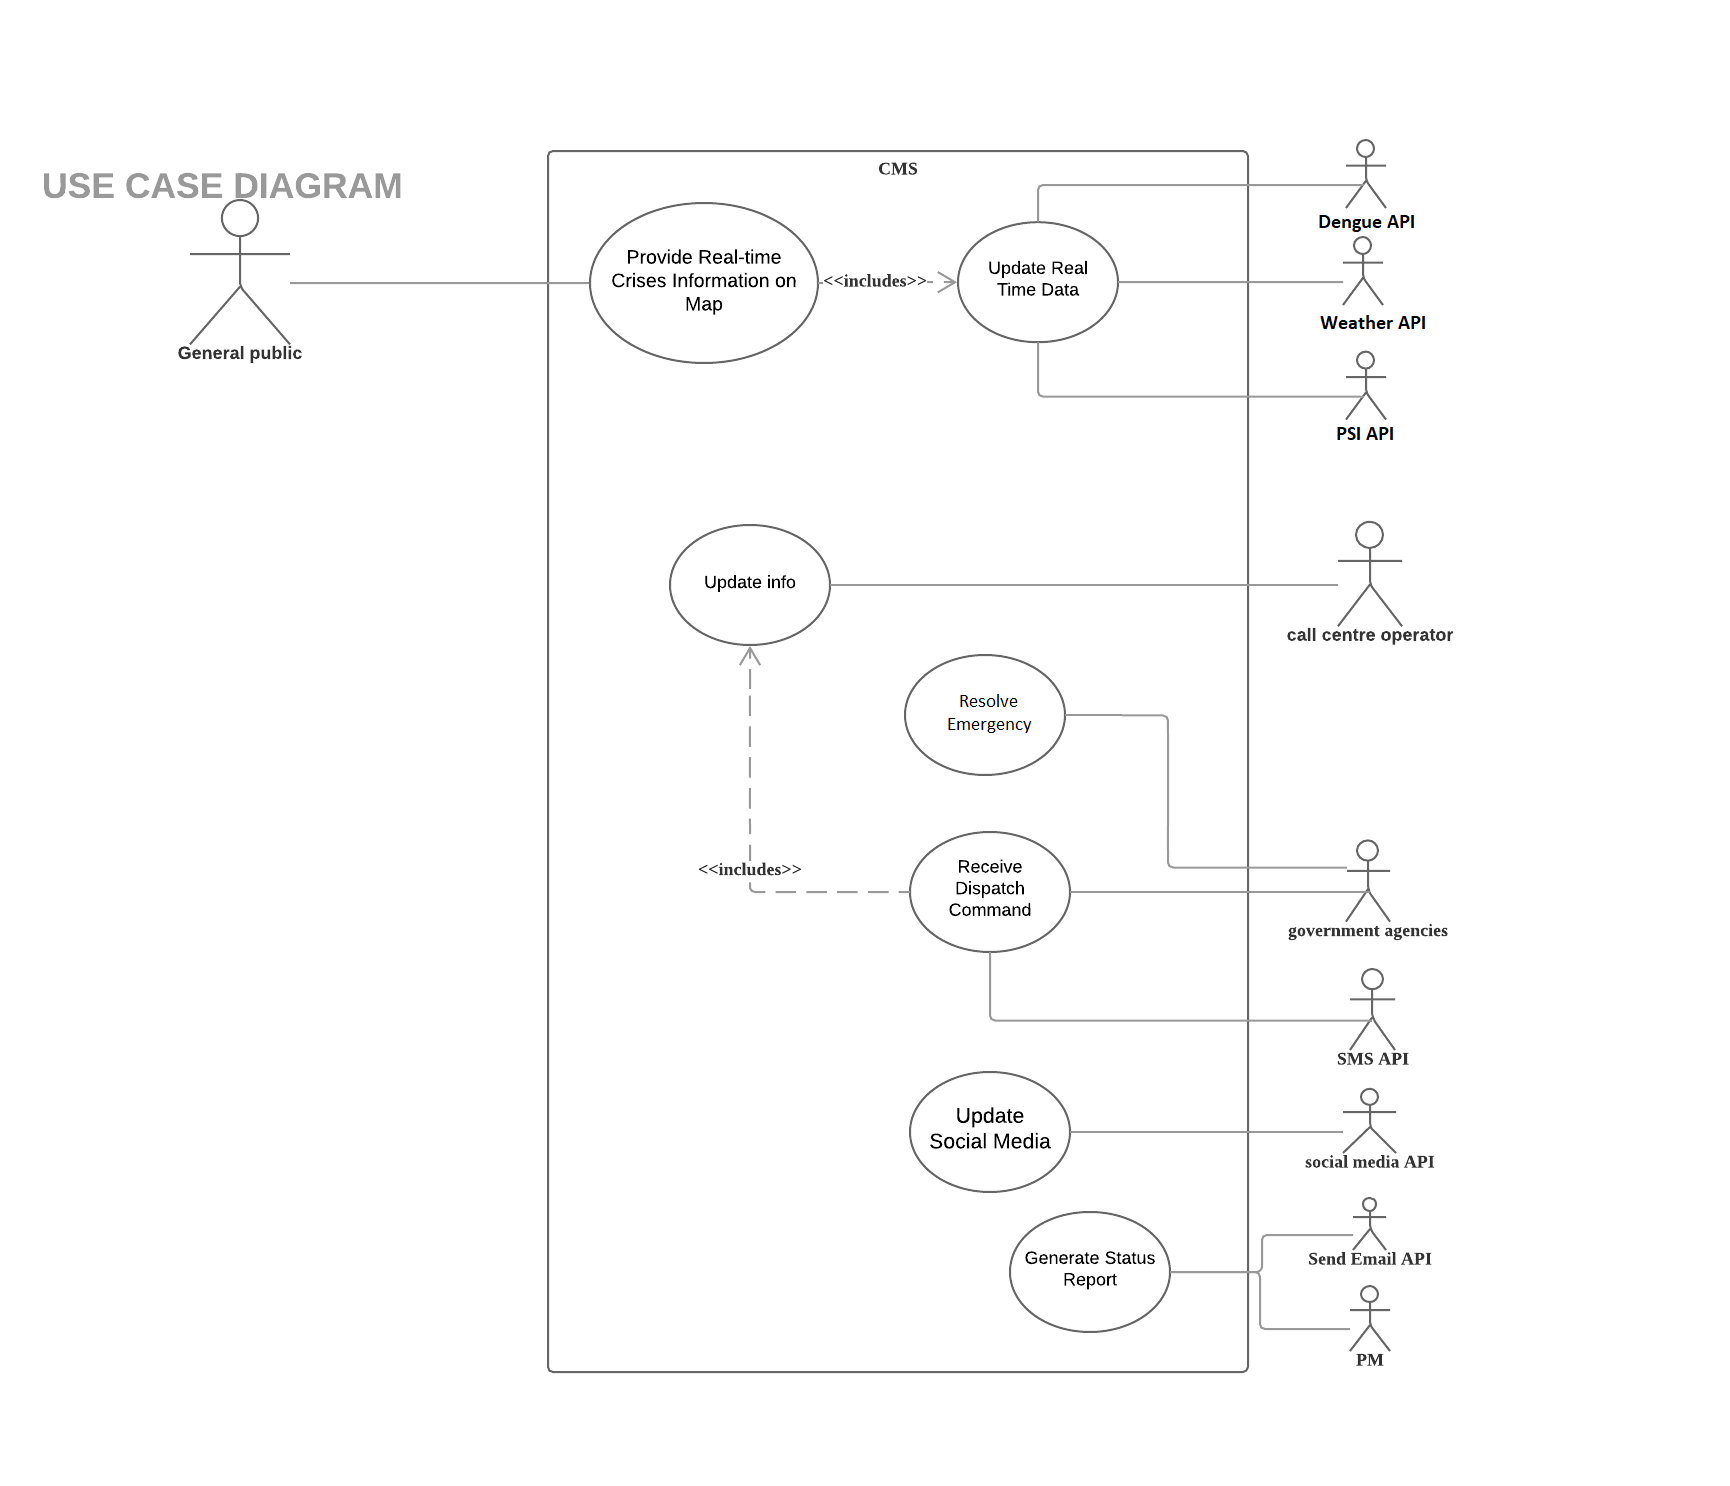 USE CASE DIAGRAM
General public
CMS
Provide Real-time
Crises Information on
Map
<<includes>>
Update Real
Time Data
Dengue API
Weather API
PSI API
Update info
call centre operator
Resolve
Emergency
<<includes>>
Receive
Dispatch
Command
government agencies
SMS API
Update
Social Media
social media API
Generate Status
Report
Send Email API
PM